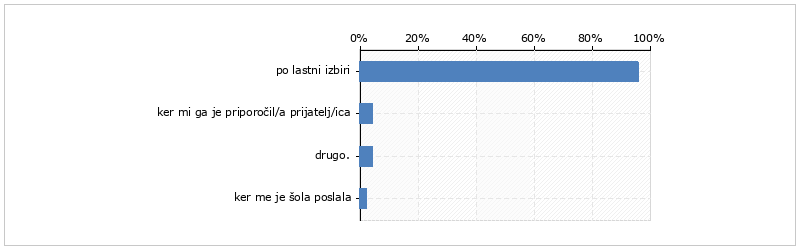 0% 20% 40% 60% 80% 100%
po lastni izbiri
ker mi ga je priporočil/a prijatelj/ica
drugo.
ker me je šola poslala